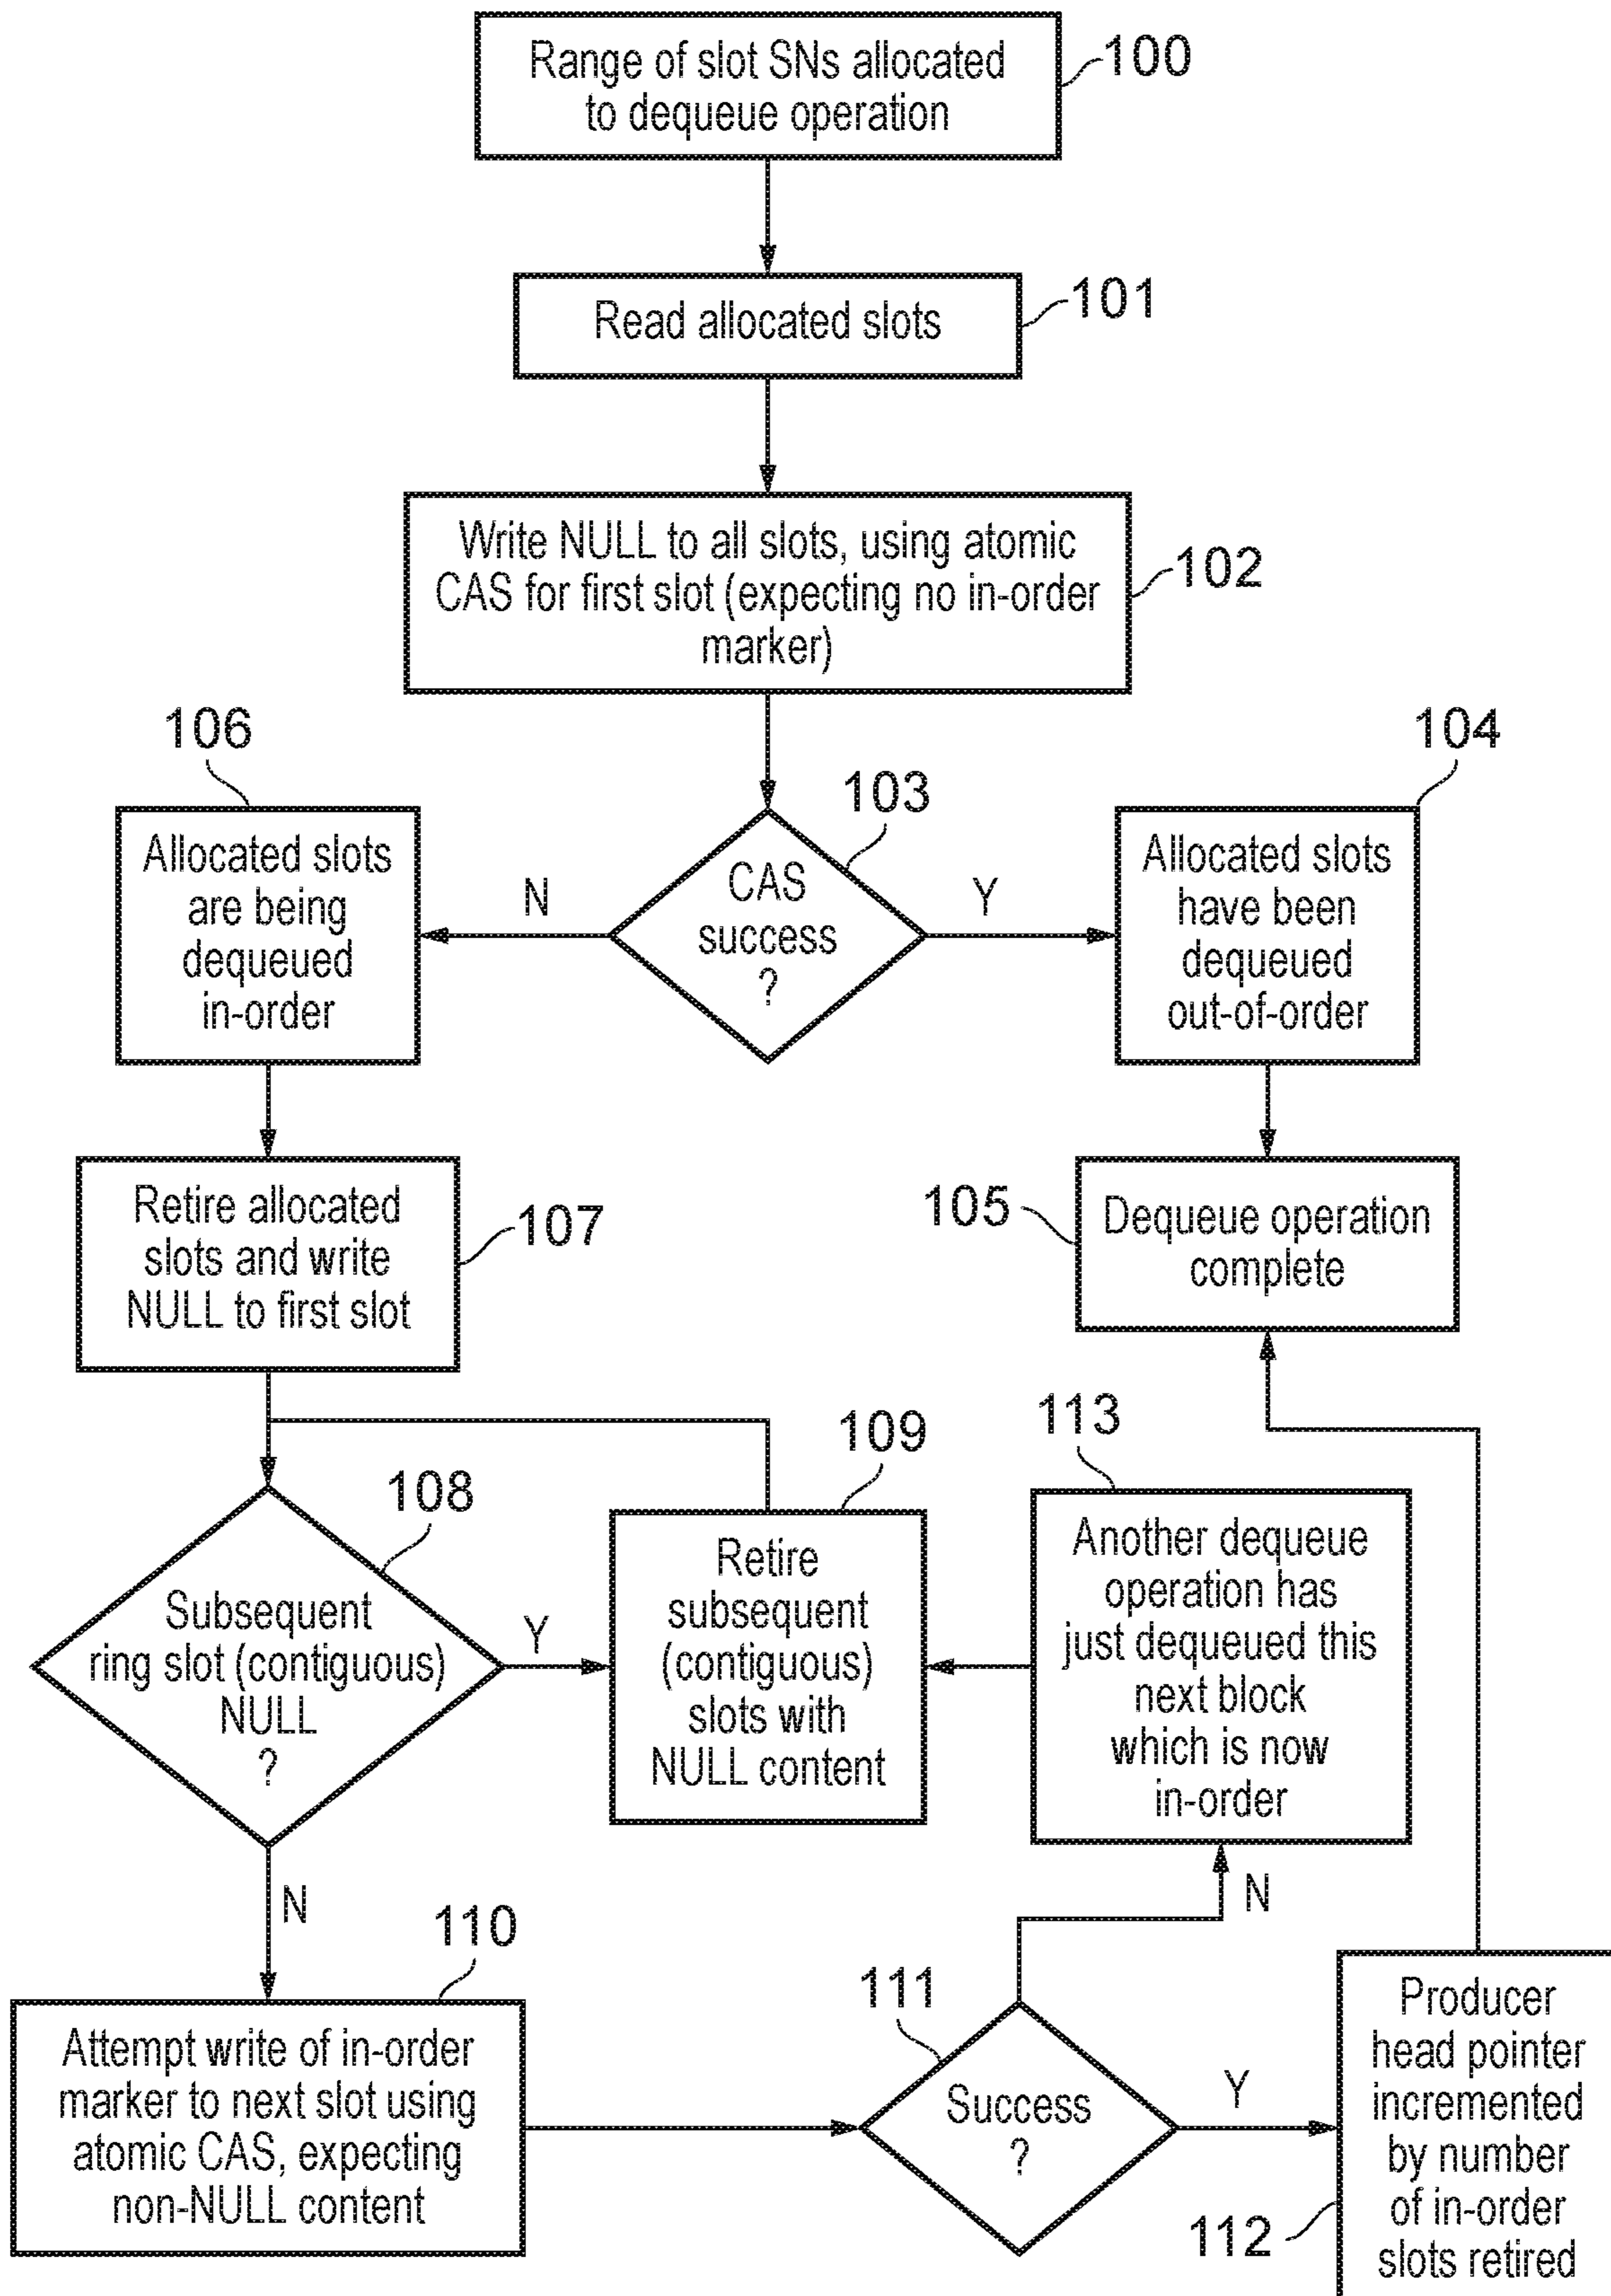 Range of slot SNs allocated
to dequeue operation
100
Read allocated slots
101
Write NULL to all slots, using atomic
CAS for first slot (expecting no in-order
marker)
102
106
104
103
Allocated slots
are being
dequeued
in-order
N
CAS
success
?
Y
Allocated slots
have been
dequeued
out-of-order
Retire allocated
slots and write
NULL to first slot
107
105
Dequeue operation
complete
108
109
113
Subsequent
ring slot (contiguous)
NULL
?
Y
Retire
subsequent
(contiguous)
slots with
NULL content
Another dequeue
operation has
just dequeued this
next block
which is now
in-order
N
N
110
111
Attempt write of in-order
marker to next slot using
atomic CAS, expecting
non-NULL content
Success
?
Y
Producer
head pointer
incremented
by number
of in-order
slots retired
112